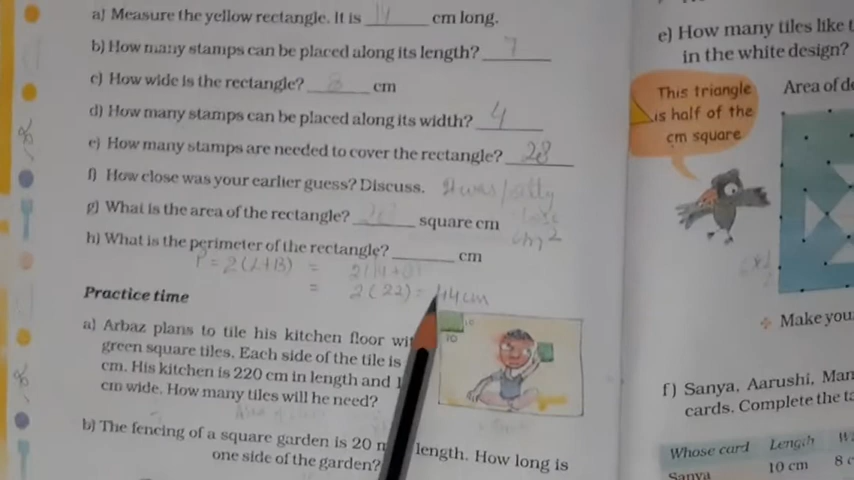 a) Measure the yellow rectangle. It is 14 cm long.
b) How many stamps can be placed along its length? 7
c) How wide is the rectangle? 8 cm
d) How many stamps can be placed along its width? 4
e) How many stamps are needed to cover the rectangle? 28
f) How close was your earlier guess? Discuss.
g) What is the area of the rectangle? square cm
h) What is the perimeter of the rectangle? cm
P = 2(L+B) =
= 2(22) = 44cm
Practice time
a) Arbaz plans to tile his kitchen floor
green square tiles. Each side of the tile is
cm. His kitchen is 220 cm in length and
cm wide. How many tiles will he need?
10
10
b) The fencing of a square garden is 20 length. How long is
one side of the garden?
e) How many tiles like
in the white design?
This triangle
is half of the
cm square
Area of
Make you
f) Sanya, Aarushi,
cards. Complete the
Whose card Length
Sanya 10 cm 8